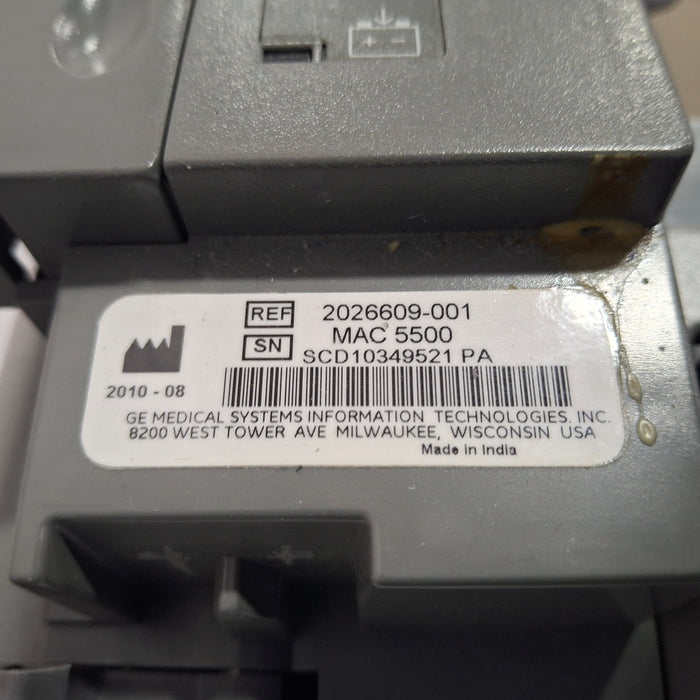 REF 2026609-001
MAC 5500
SN SCD10349521 PA
2010 - 08
GE MEDICAL SYSTEMS INFORMATION TECHNOLOGIES. INC.
8200 WEST TOWER AVE MILWAUKEE, WISCONSIN USA
Made in India